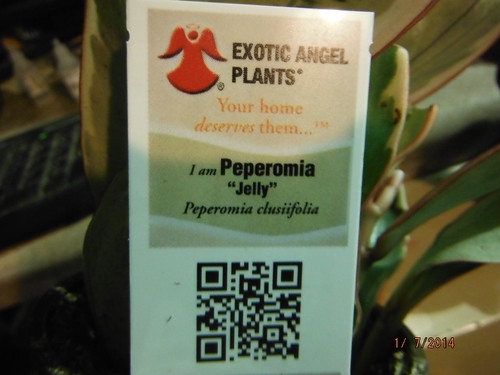 EXOTIC ANGEL
PLANTS®
Your home
deserves them...™
I am Peperomia
"Jelly"
Peperomia clusiifolia
1/ 7/2014